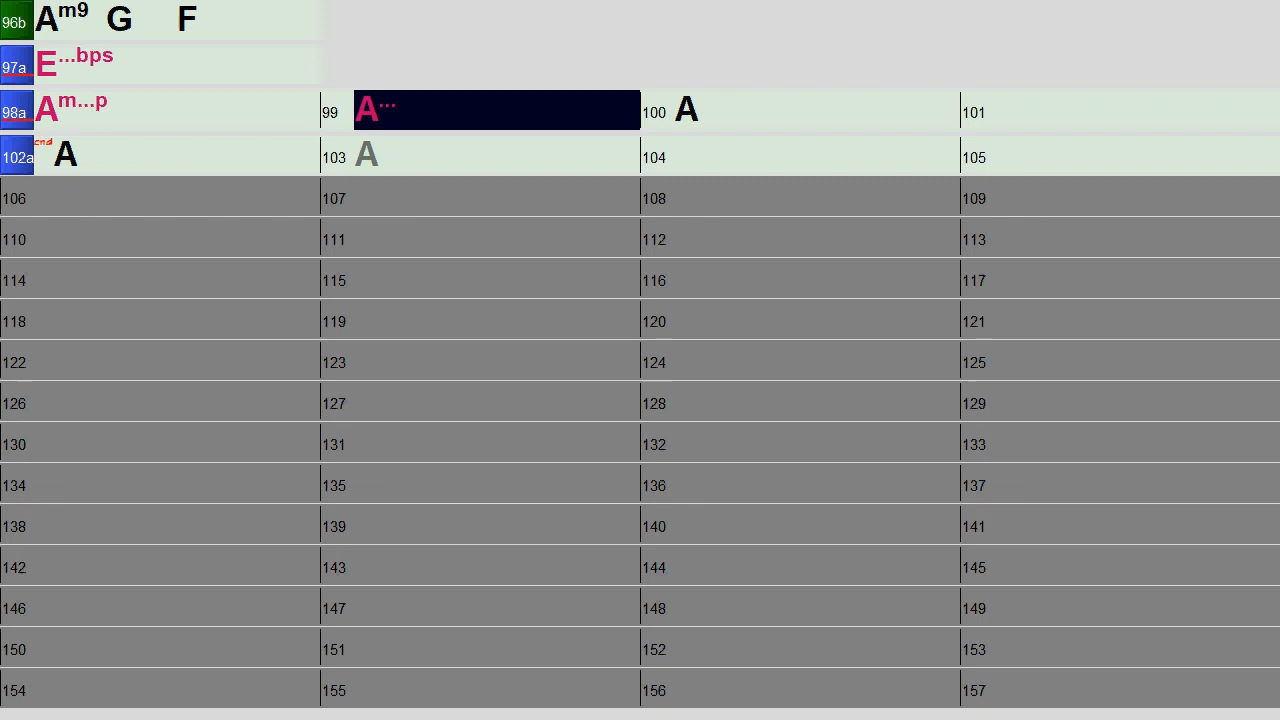 96b Am9 G F
97a E...bps
98a Am...p 99 A... 100 A 101
102a end A 103 A 104 105
106 107 108 109
110 111 112 113
114 115 116 117
118 119 120 121
122 123 124 125
126 127 128 129
130 131 132 133
134 135 136 137
138 139 140 141
142 143 144 145
146 147 148 149
150 151 152 153
154 155 156 157